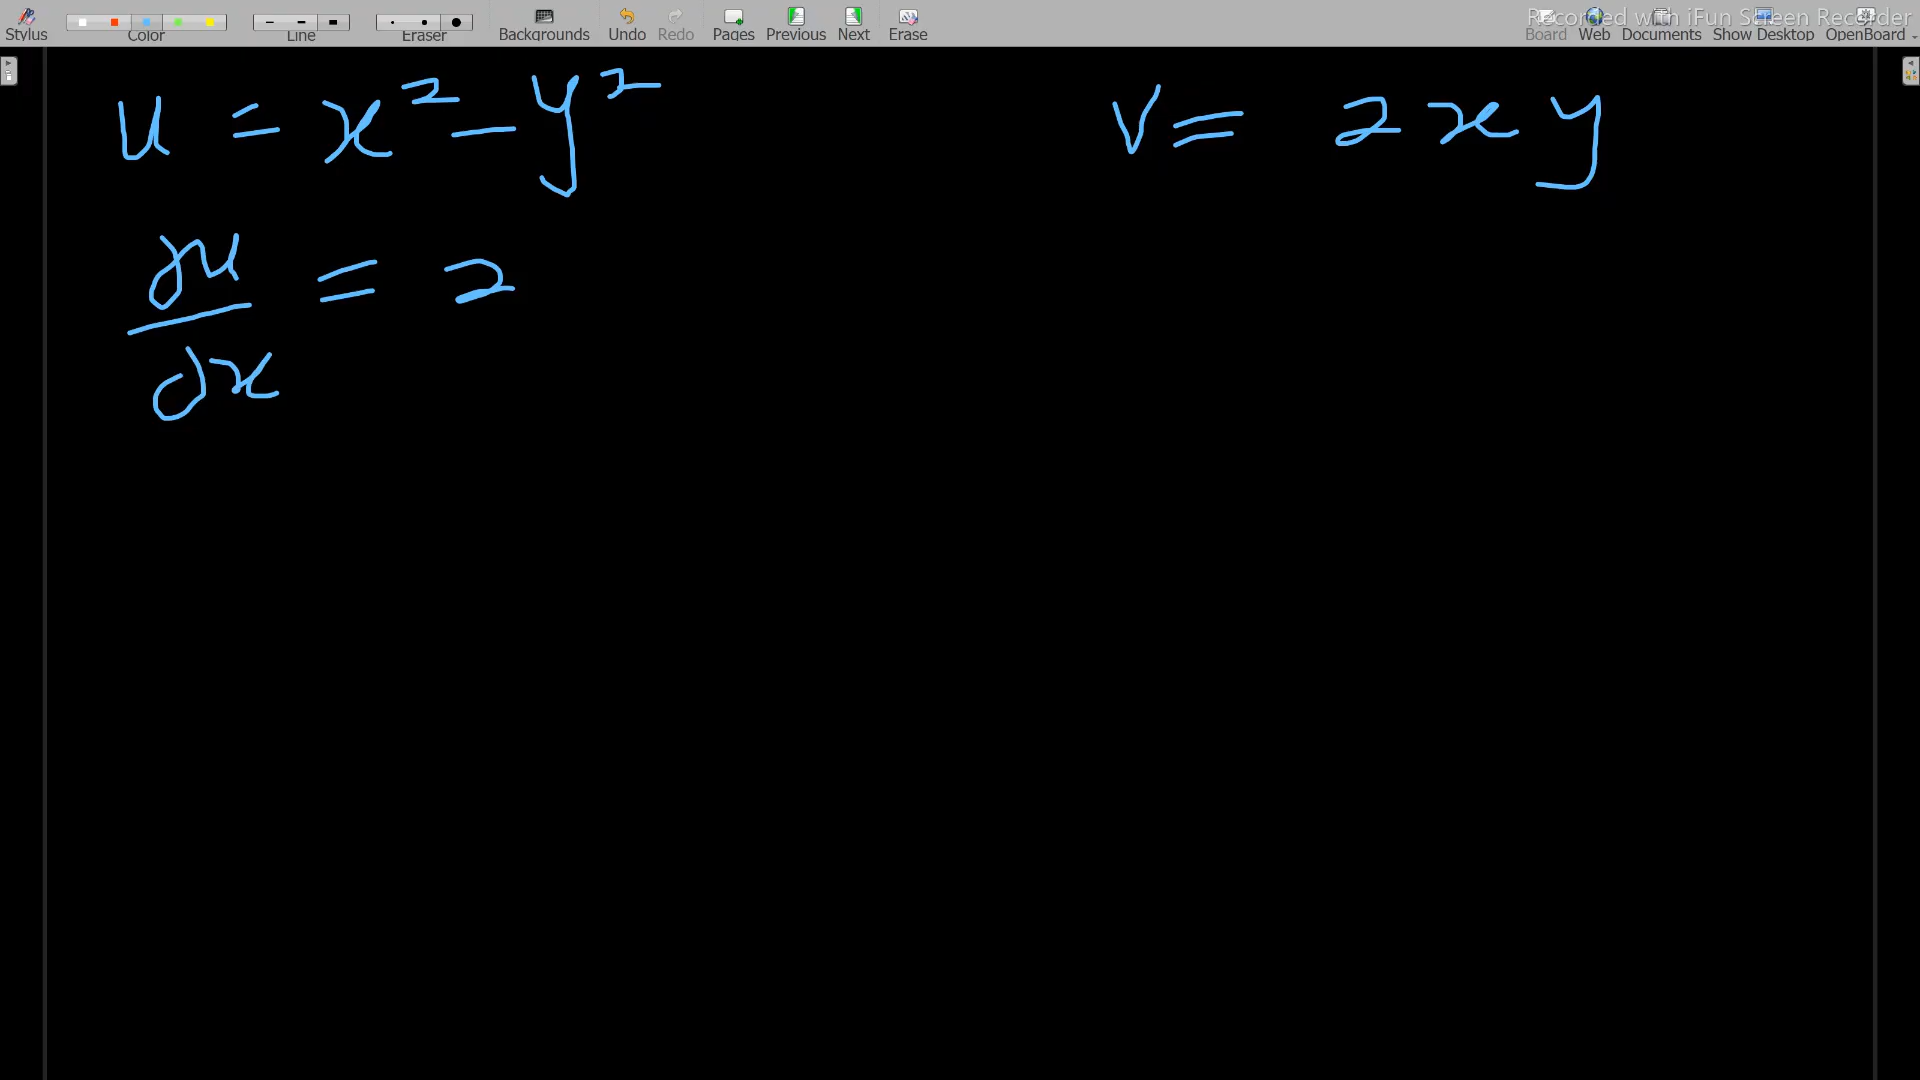 Recorded with iFun Screen Recorder
Stylus Color Line Eraser Backgrounds Undo Redo Pages Previous Next Erase Board Web Documents Show Desktop OpenBoard
u = x² - y² v = 2xy
∂u/∂x = 2